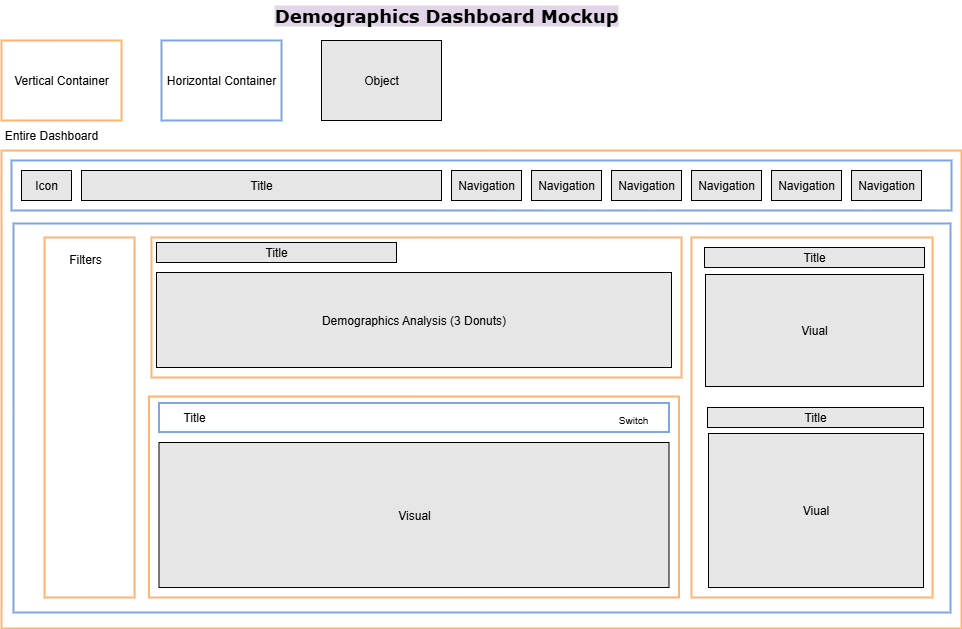 Demographics Dashboard Mockup
Vertical Container
Horizontal Container
Object
Entire Dashboard
Icon
Title
Navigation
Navigation
Navigation
Navigation
Navigation
Navigation
Filters
Title
Demographics Analysis (3 Donuts)
Title
Switch
Visual
Title
Viual
Title
Viual